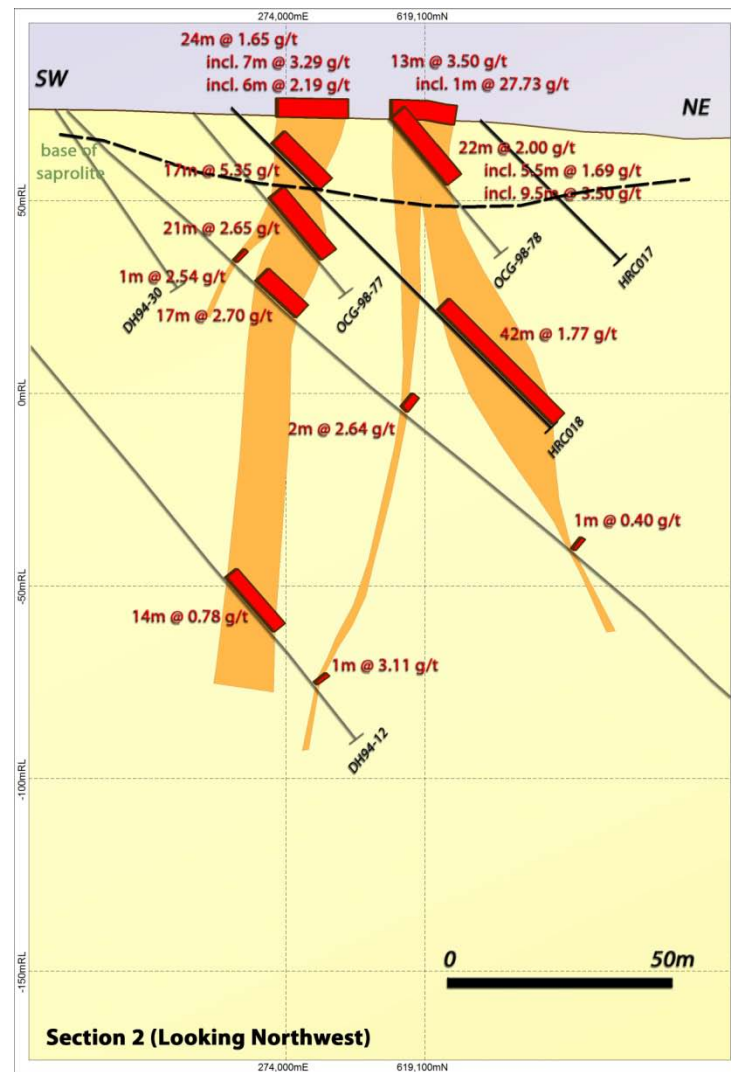 274,000mE
619,100mN
24m @ 1.65 g/t
incl. 7m @ 3.29 g/t
incl. 6m @ 2.19 g/t
13m @ 3.50 g/t
incl. 1m @ 27.73 g/t
SW
NE
base of
saprolite
17m @ 5.35 g/t
22m @ 2.00 g/t
incl. 5.5m @ 1.69 g/t
incl. 9.5m @ 3.50 g/t
50mRL
21m @ 2.65 g/t
1m @ 2.54 g/t
DH94-30
17m @ 2.70 g/t
OCG-98-77
OCG-98-78
HRC017
42m @ 1.77 g/t
0mRL
2m @ 2.64 g/t
HRC018
1m @ 0.40 g/t
-50mRL
14m @ 0.78 g/t
1m @ 3.11 g/t
DH94-12
-100mRL
0
50m
-150mRL
Section 2 (Looking Northwest)
274,000mE
619,100mN